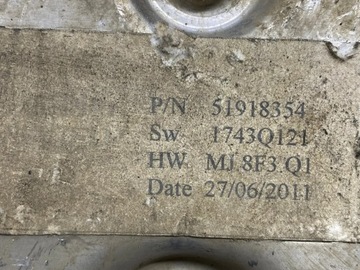 P/N 51918354
Sw 1743Q121
HW MJ 8F3 Q1
Date 27/06/2011